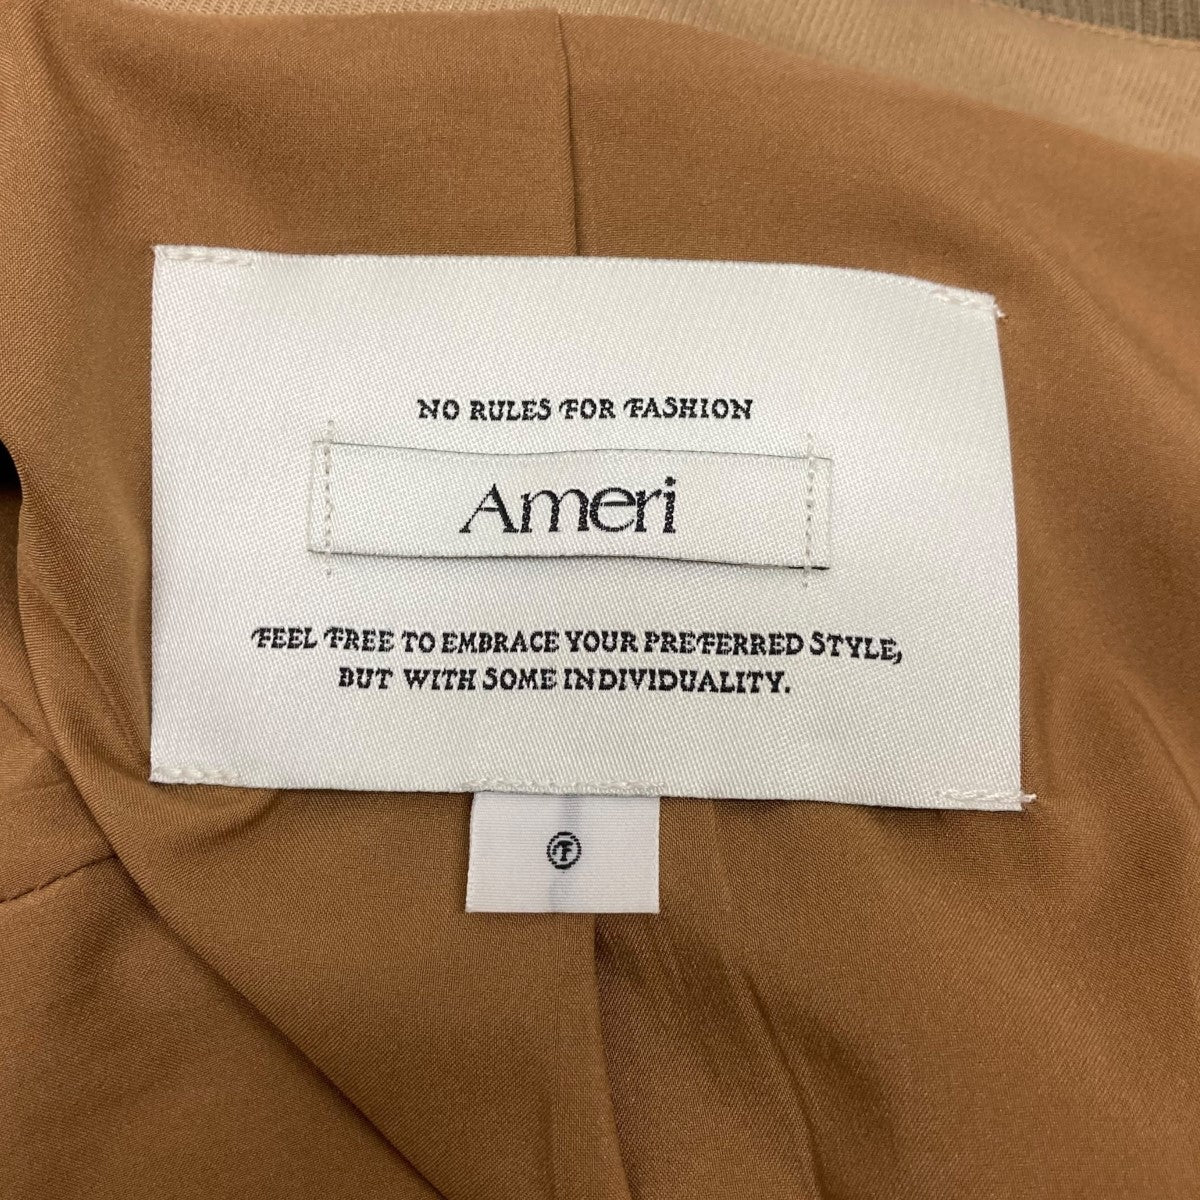 NO RULES FOR FASHION
Ameri
FEEL FREE TO EMBRACE YOUR PREFERRED STYLE,
BUT WITH SOME INDIVIDUALITY.
F